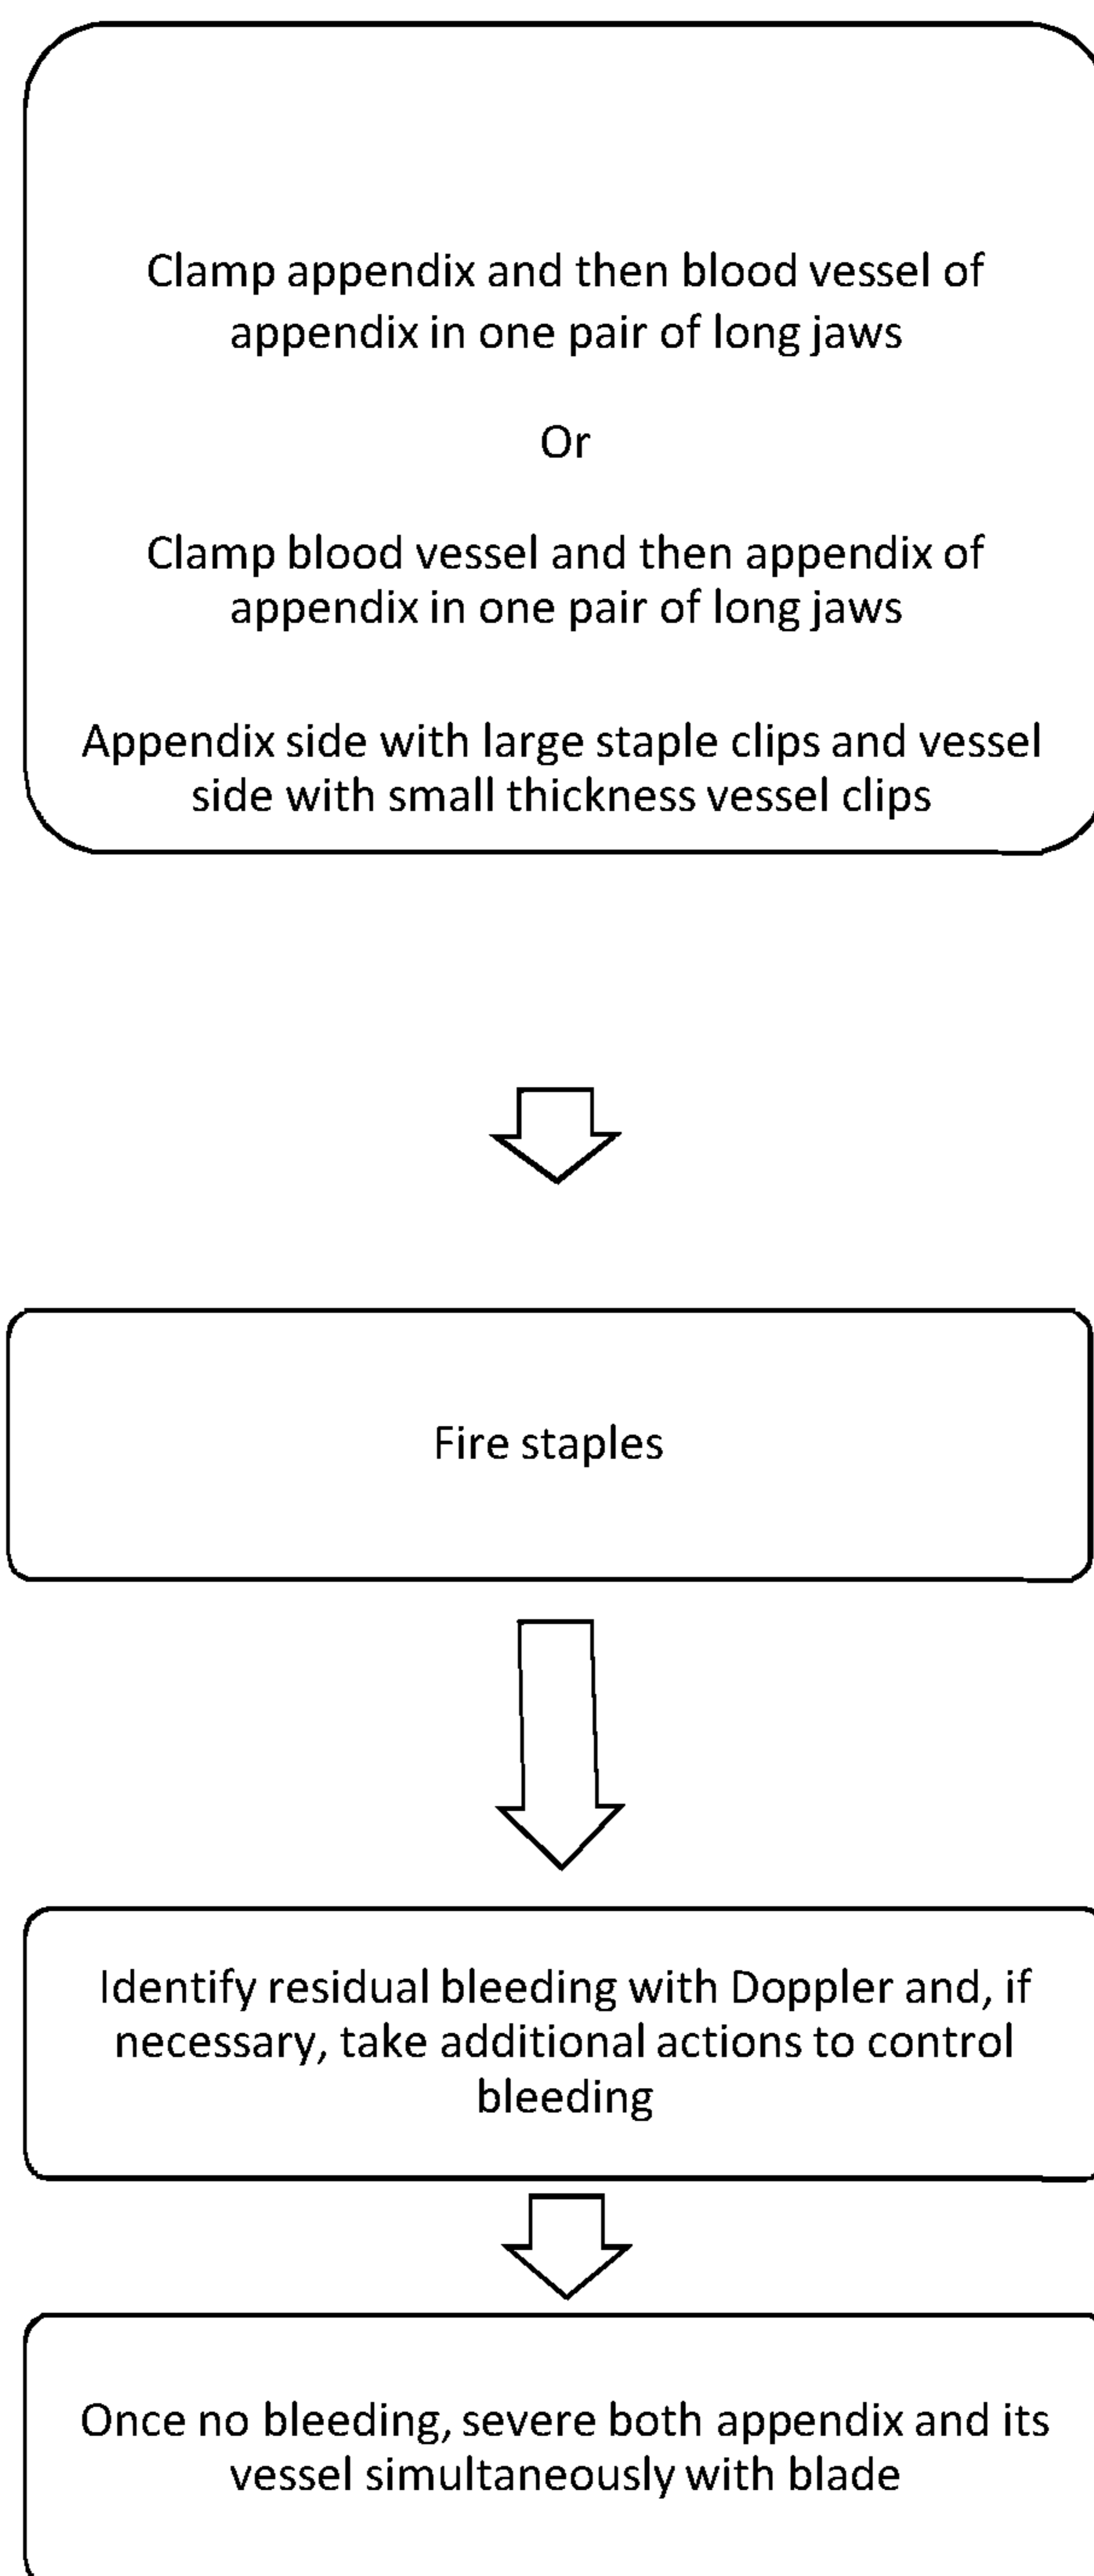 Clamp appendix and then blood vessel of
appendix in one pair of long jaws
Or
Clamp blood vessel and then appendix of
appendix in one pair of long jaws
Appendix side with large staple clips and vessel
side with small thickness vessel clips
Fire staples
Identify residual bleeding with Doppler and, if
necessary, take additional actions to control
bleeding
Once no bleeding, severe both appendix and its
vessel simultaneously with blade